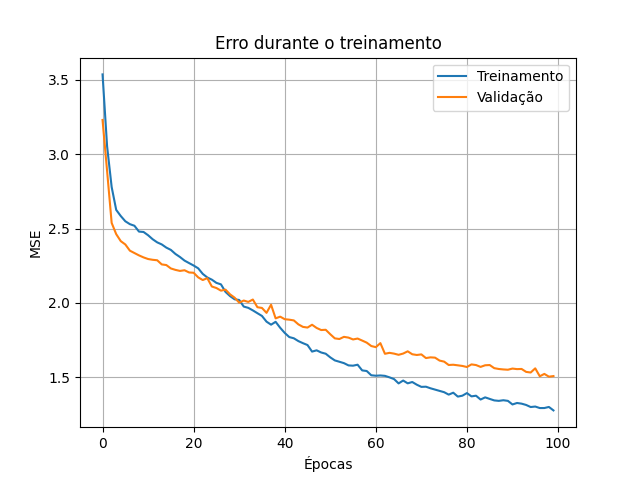 Erro durante o treinamento
Treinamento
Validação
3.5
3.0
2.5
2.0
1.5
MSE
0
20
40
60
80
100
Épocas